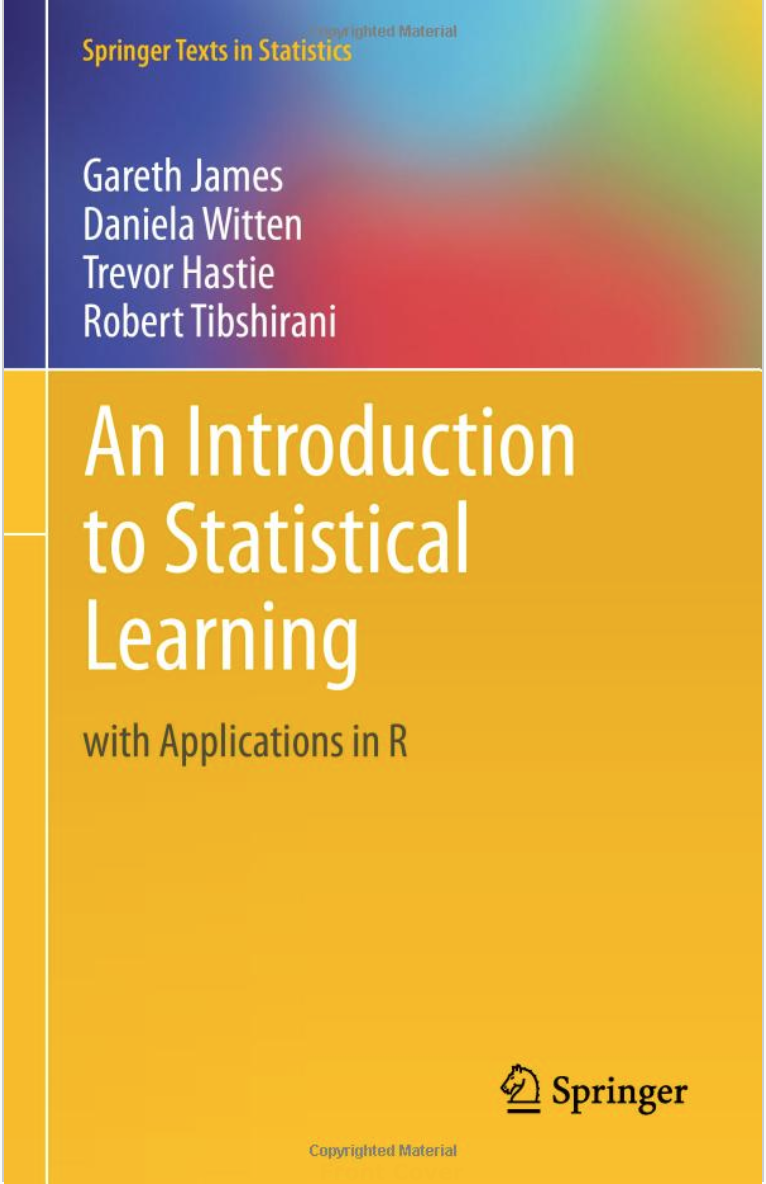 Copyrighted Material
Springer Texts in Statistics
Gareth James
Daniela Witten
Trevor Hastie
Robert Tibshirani
An Introduction
to Statistical
Learning
with Applications in R
Springer
Copyrighted Material